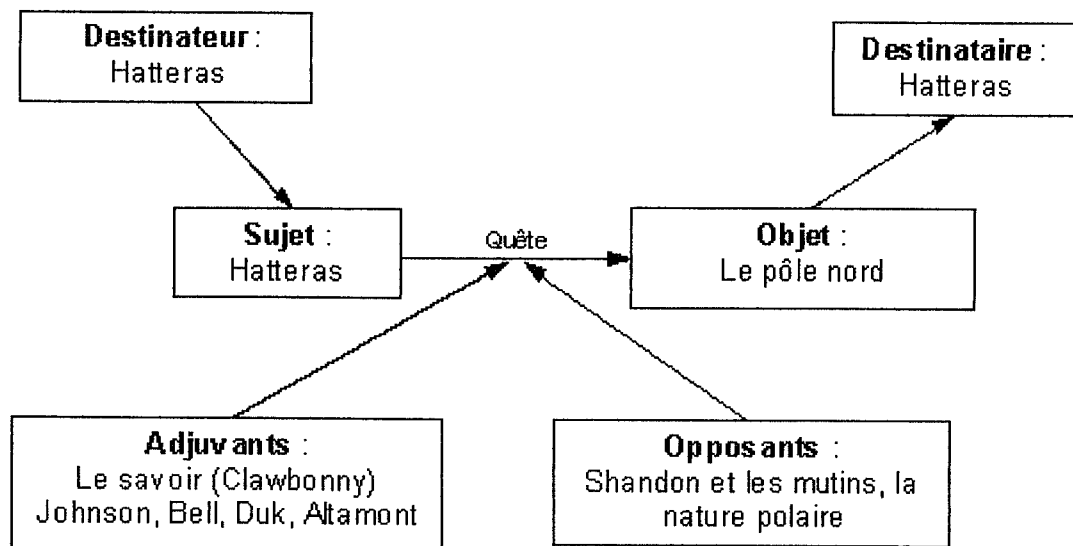 Destinateur :
Hatteras
Destinataire :
Hatteras
Sujet :
Hatteras
Quête
Objet :
Le pôle nord
Adjuvants :
Le savoir (Clawbonny)
Johnson, Bell, Duk, Altamont
Opposants :
Shandon et les mutins, la
nature polaire